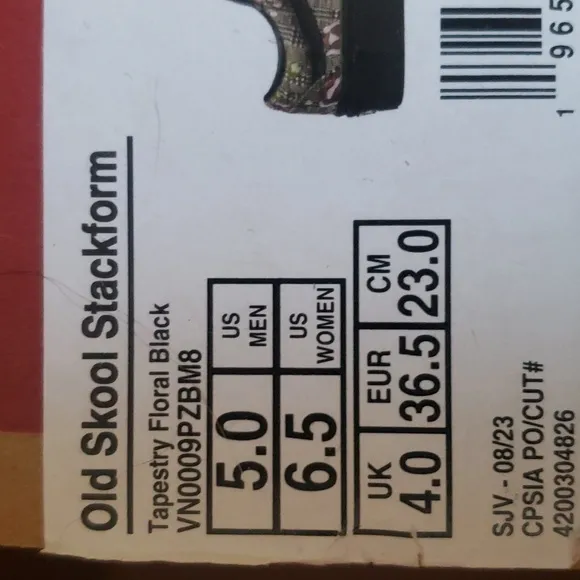 Old Skool Stackform
Tapestry Floral Black
VN0009PZBM8
5.0 US MEN
6.5 US WOMEN
UK EUR CM
4.0 36.5 23.0
SJV - 08/23
CPSIA PO/CUT#
4200304826
1 965